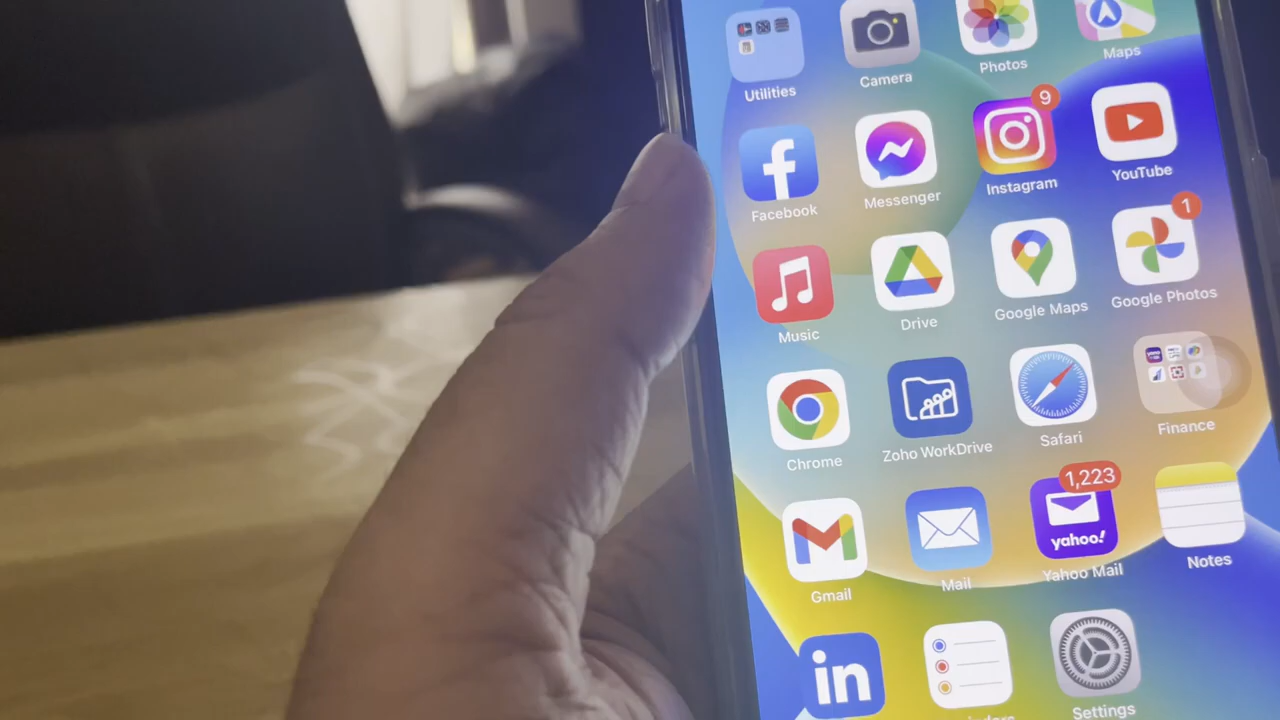 Utilities
Camera
Photos
Maps
9
Facebook
Messenger
Instagram
YouTube
1
Music
Drive
Google Maps
Google Photos
Chrome
Zoho WorkDrive
Safari
Finance
1,223
yahoo!
Gmail
Mail
Yahoo Mail
Notes
in
Settings